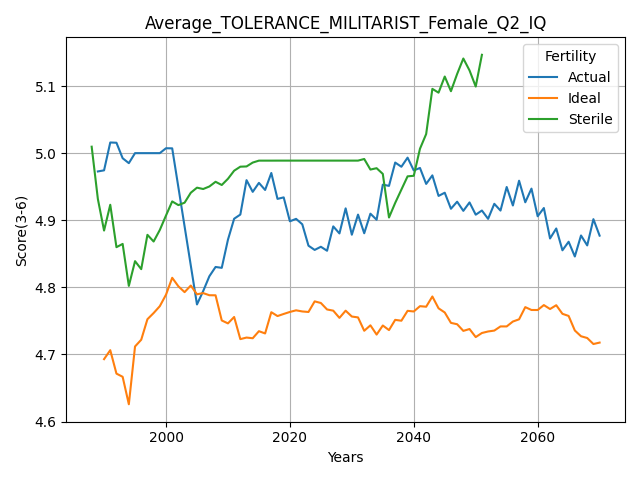 Average_TOLERANCE_MILITARIST_Female_Q2_IQ
Fertility
Actual
Ideal
Sterile
Score(3-6)
5.1
5.0
4.9
4.8
4.7
4.6
2000 2020 2040 2060
Years